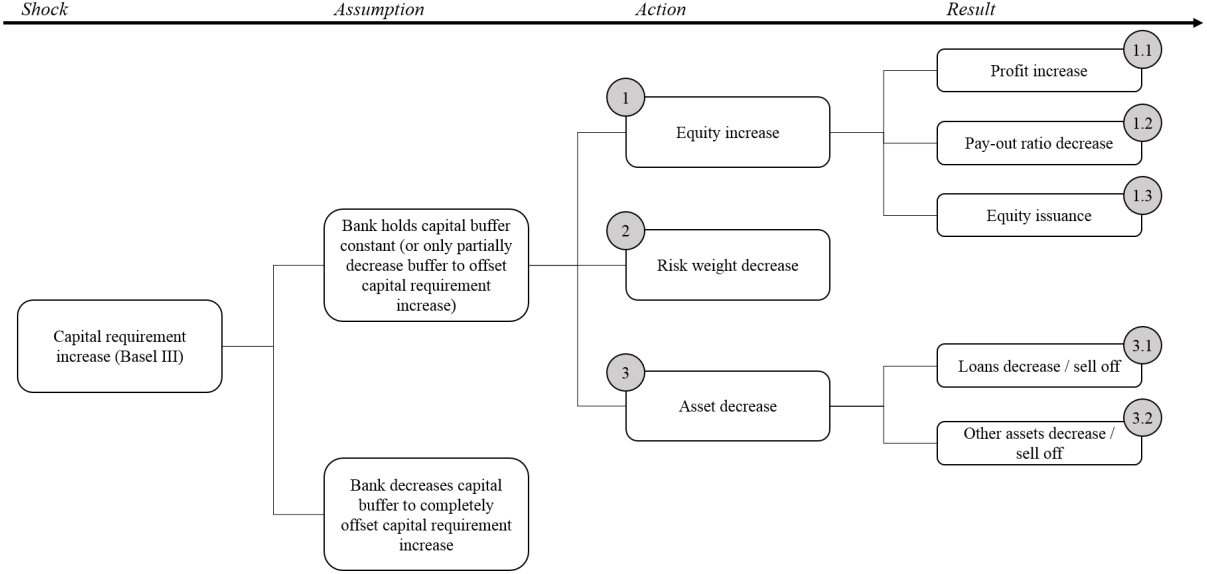 Shock
Assumption
Action
Result
Capital requirement
increase (Basel III)
Bank holds capital buffer
constant (or only partially
decrease buffer to offset
capital requirement
increase)
Bank decreases capital
buffer to completely
offset capital requirement
increase
1
Equity increase
2
Risk weight decrease
3
Asset decrease
1.1
Profit increase
1.2
Pay-out ratio decrease
1.3
Equity issuance
3.1
Loans decrease / sell off
3.2
Other assets decrease /
sell off